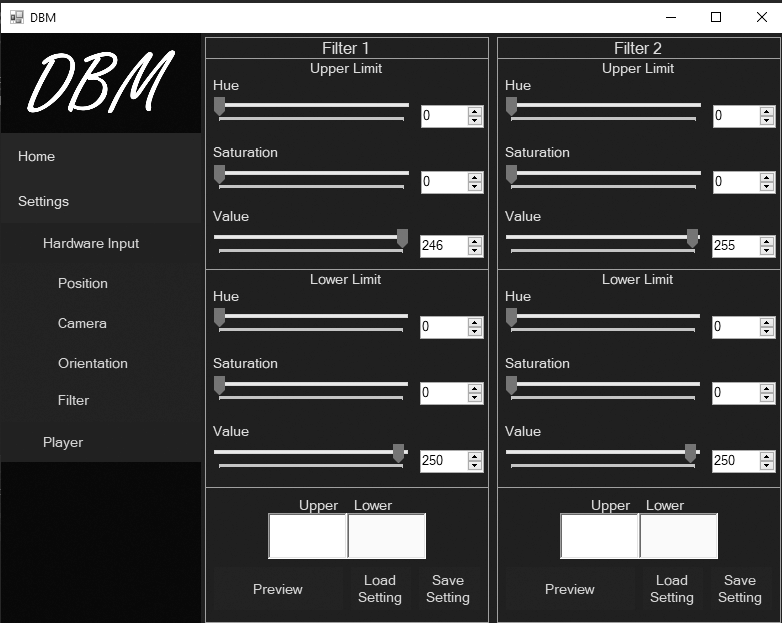 DBM
DBM
Home
Settings
Hardware Input
Position
Camera
Orientation
Filter
Player
Filter 1
Upper Limit
Hue
0
Saturation
0
Value
246
Lower Limit
Hue
0
Saturation
0
Value
250
Upper Lower
Preview
Load
Setting
Save
Setting
Filter 2
Upper Limit
Hue
0
Saturation
0
Value
255
Lower Limit
Hue
0
Saturation
0
Value
250
Upper Lower
Preview
Load
Setting
Save
Setting